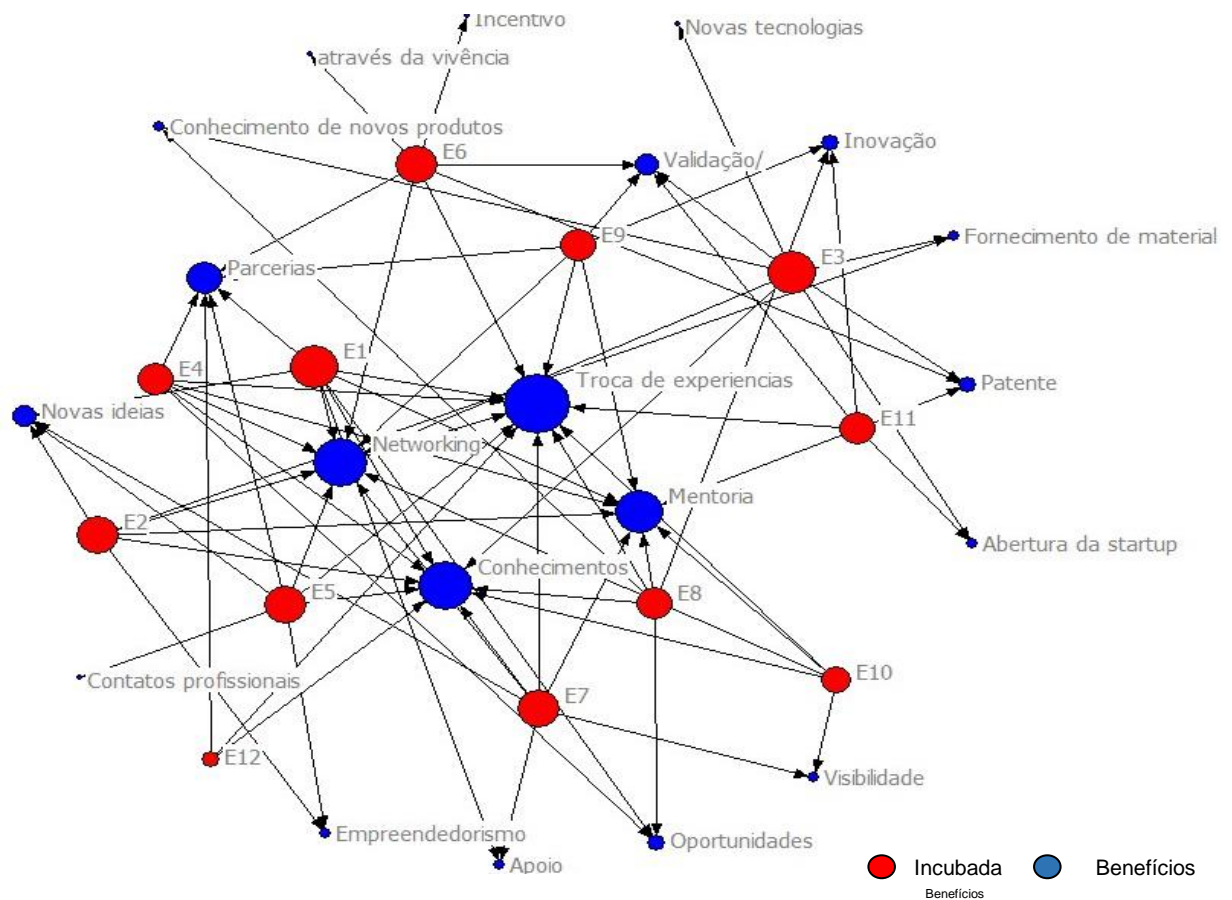 Incentivo
Novas tecnologias
através da vivência
Conhecimento de novos produtos
Inovação
E6
Validação/
E9
Fornecimento de material
E3
Parcerias
E1
E4
Troca de experiencias
Patente
Novas ideias
E11
Networking
Mentoria
E2
Abertura da startup
Conhecimentos
E5
E8
E10
Contatos profissionais
E7
E12
Visibilidade
Empreendedorismo
Oportunidades
Apoio
Incubada Benefícios
Benefícios